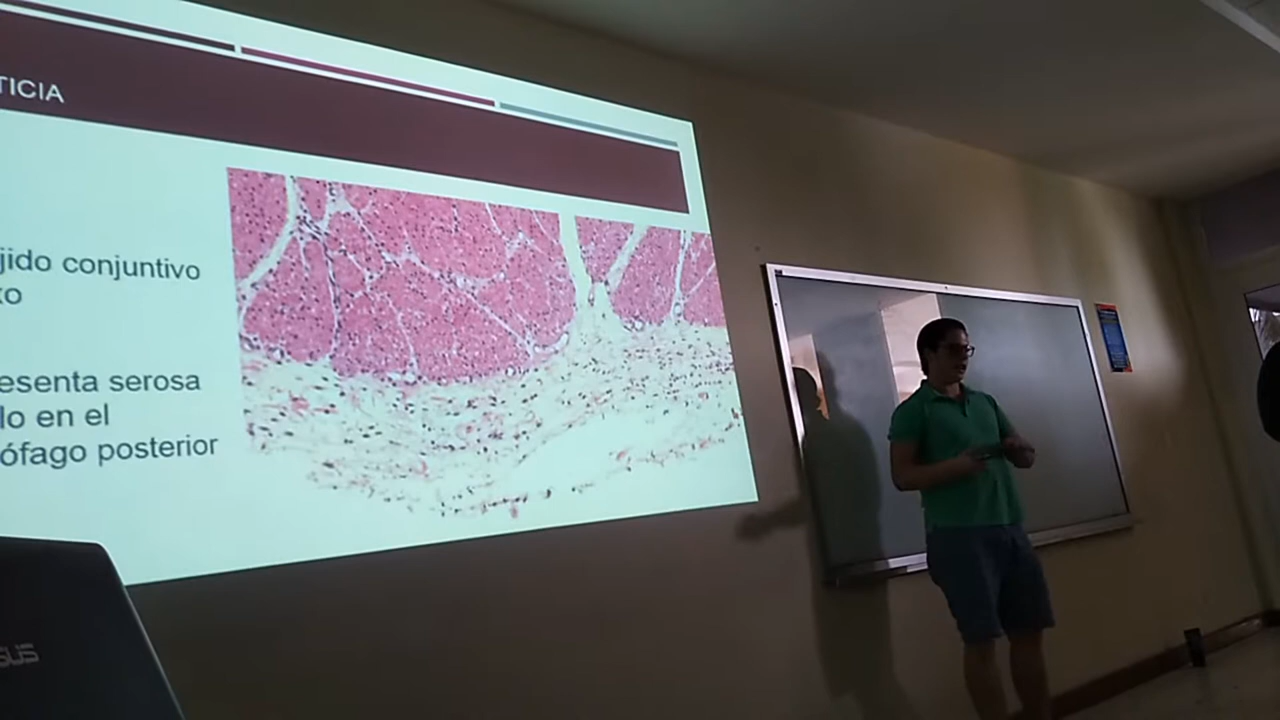 TICIA
jido conjuntivo
xo
esenta serosa
lo en el
ófago posterior
SUS